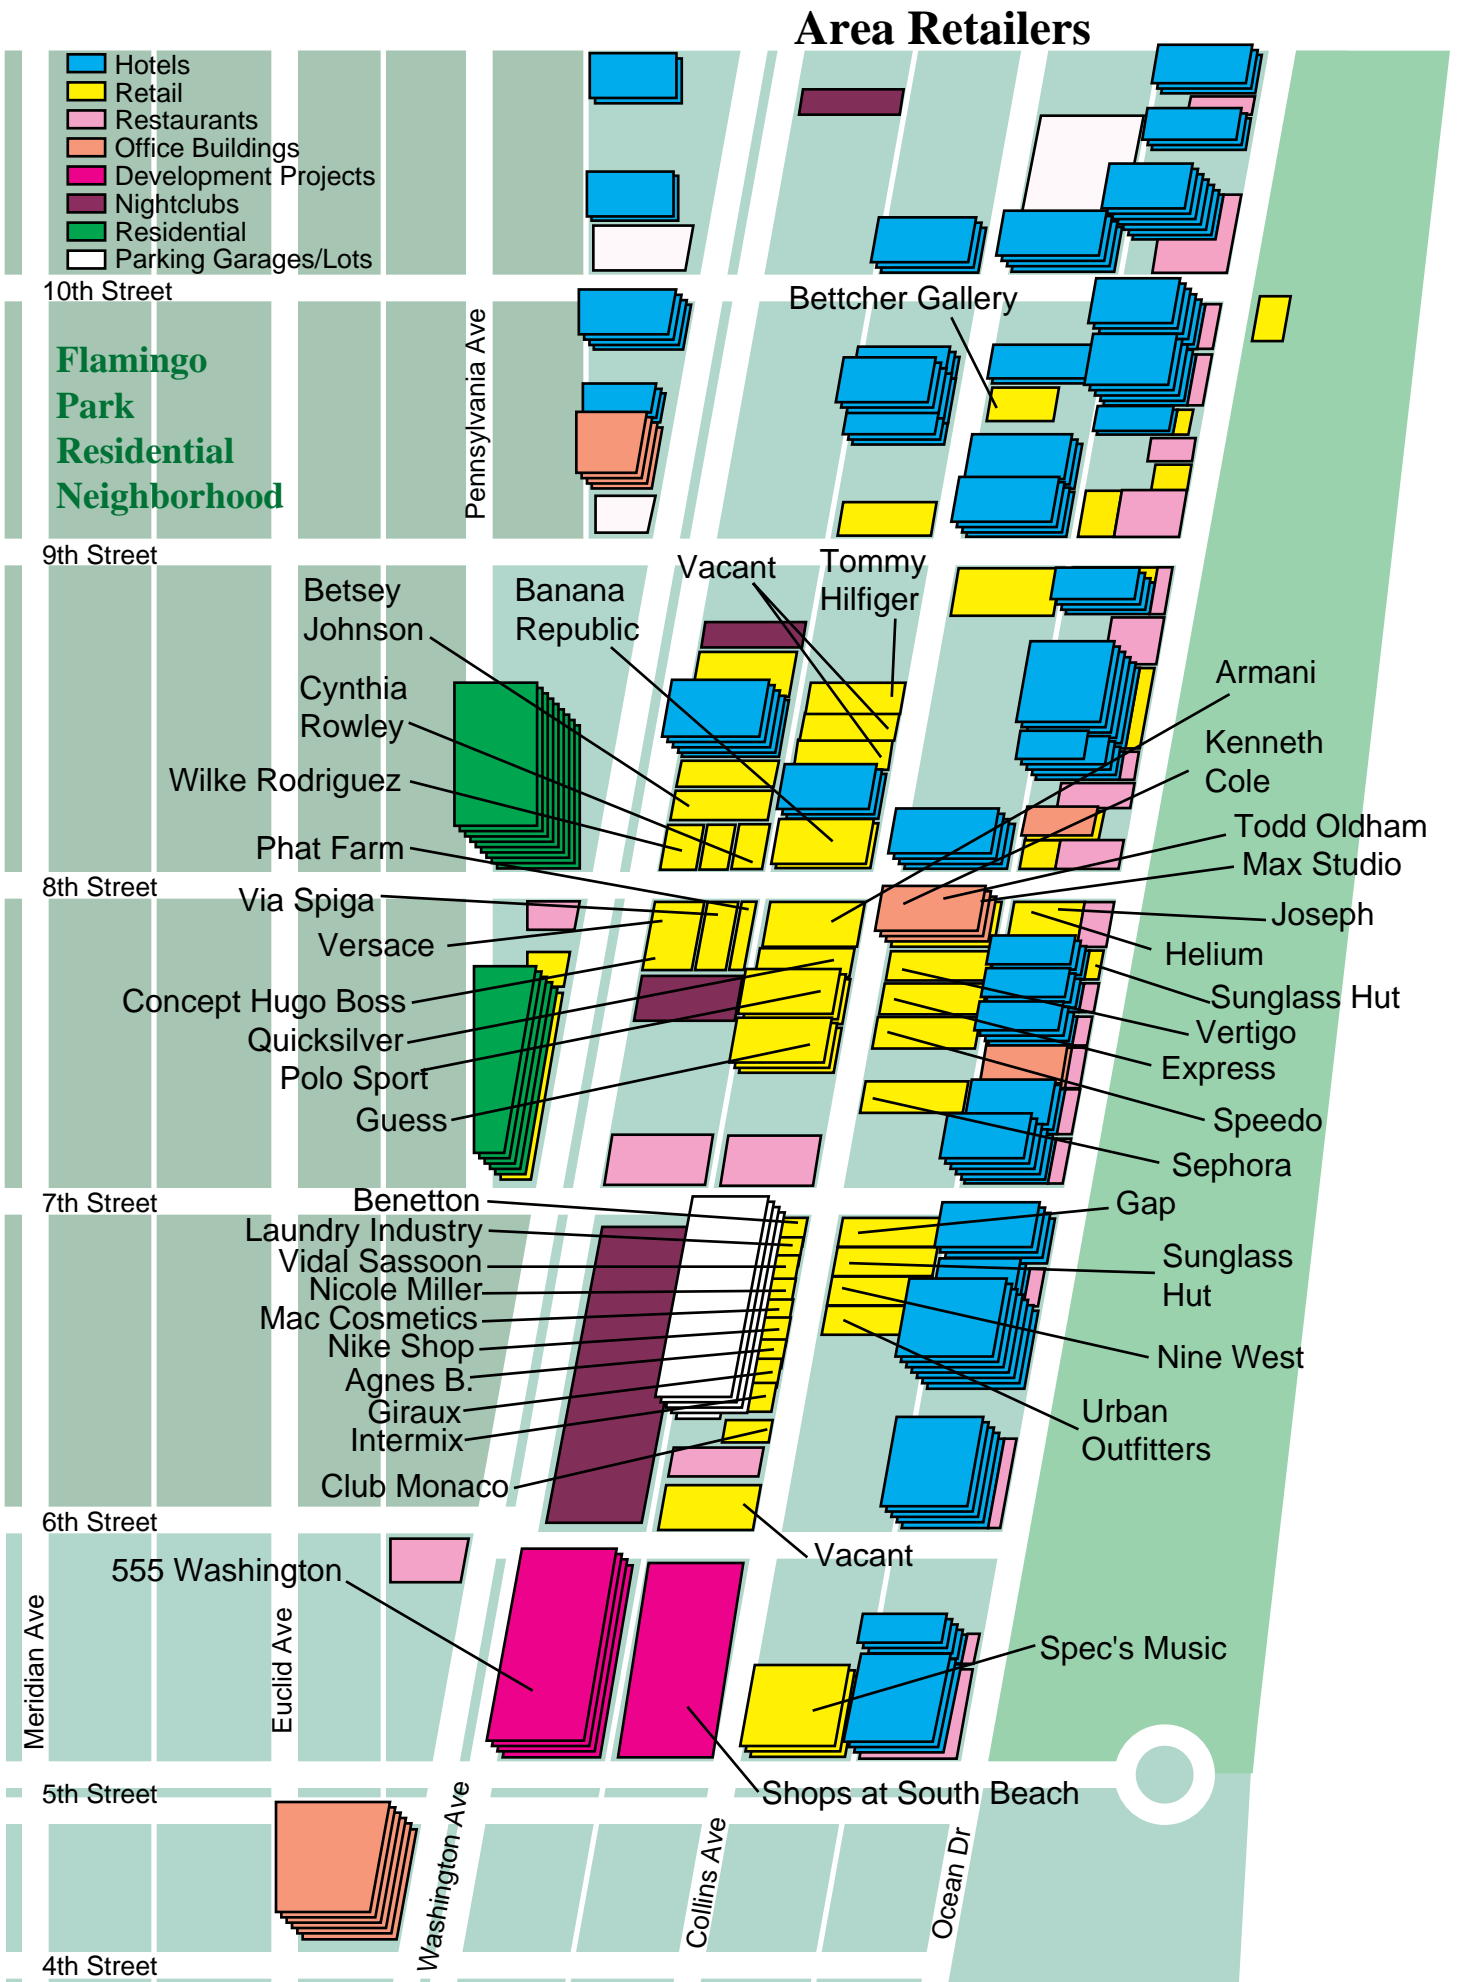 Area Retailers
Hotels
Retail
Restaurants
Office Buildings
Development Projects
Nightclubs
Residential
Parking Garages/Lots
10th Street
Bettcher Gallery
Flamingo
Park
Residential
Neighborhood
Pennsylvania Ave
9th Street
Betsey
Johnson
Banana
Republic
Vacant
Tommy
Hilfiger
Cynthia
Rowley
Armani
Wilke Rodriguez
Kenneth
Cole
Phat Farm
Todd Oldham
Max Studio
8th Street
Via Spiga
Joseph
Versace
Helium
Concept Hugo Boss
Sunglass Hut
Quicksilver
Vertigo
Polo Sport
Express
Guess
Speedo
Sephora
7th Street
Benetton
Gap
Laundry Industry
Vidal Sassoon
Sunglass
Hut
Nicole Miller
Mac Cosmetics
Nike Shop
Nine West
Agnes B.
Giraux
Urban
Outfitters
Intermix
Club Monaco
6th Street
Vacant
555 Washington
Meridian Ave
Euclid Ave
Spec's Music
5th Street
Shops at South Beach
Washington Ave
Collins Ave
Ocean Dr
4th Street